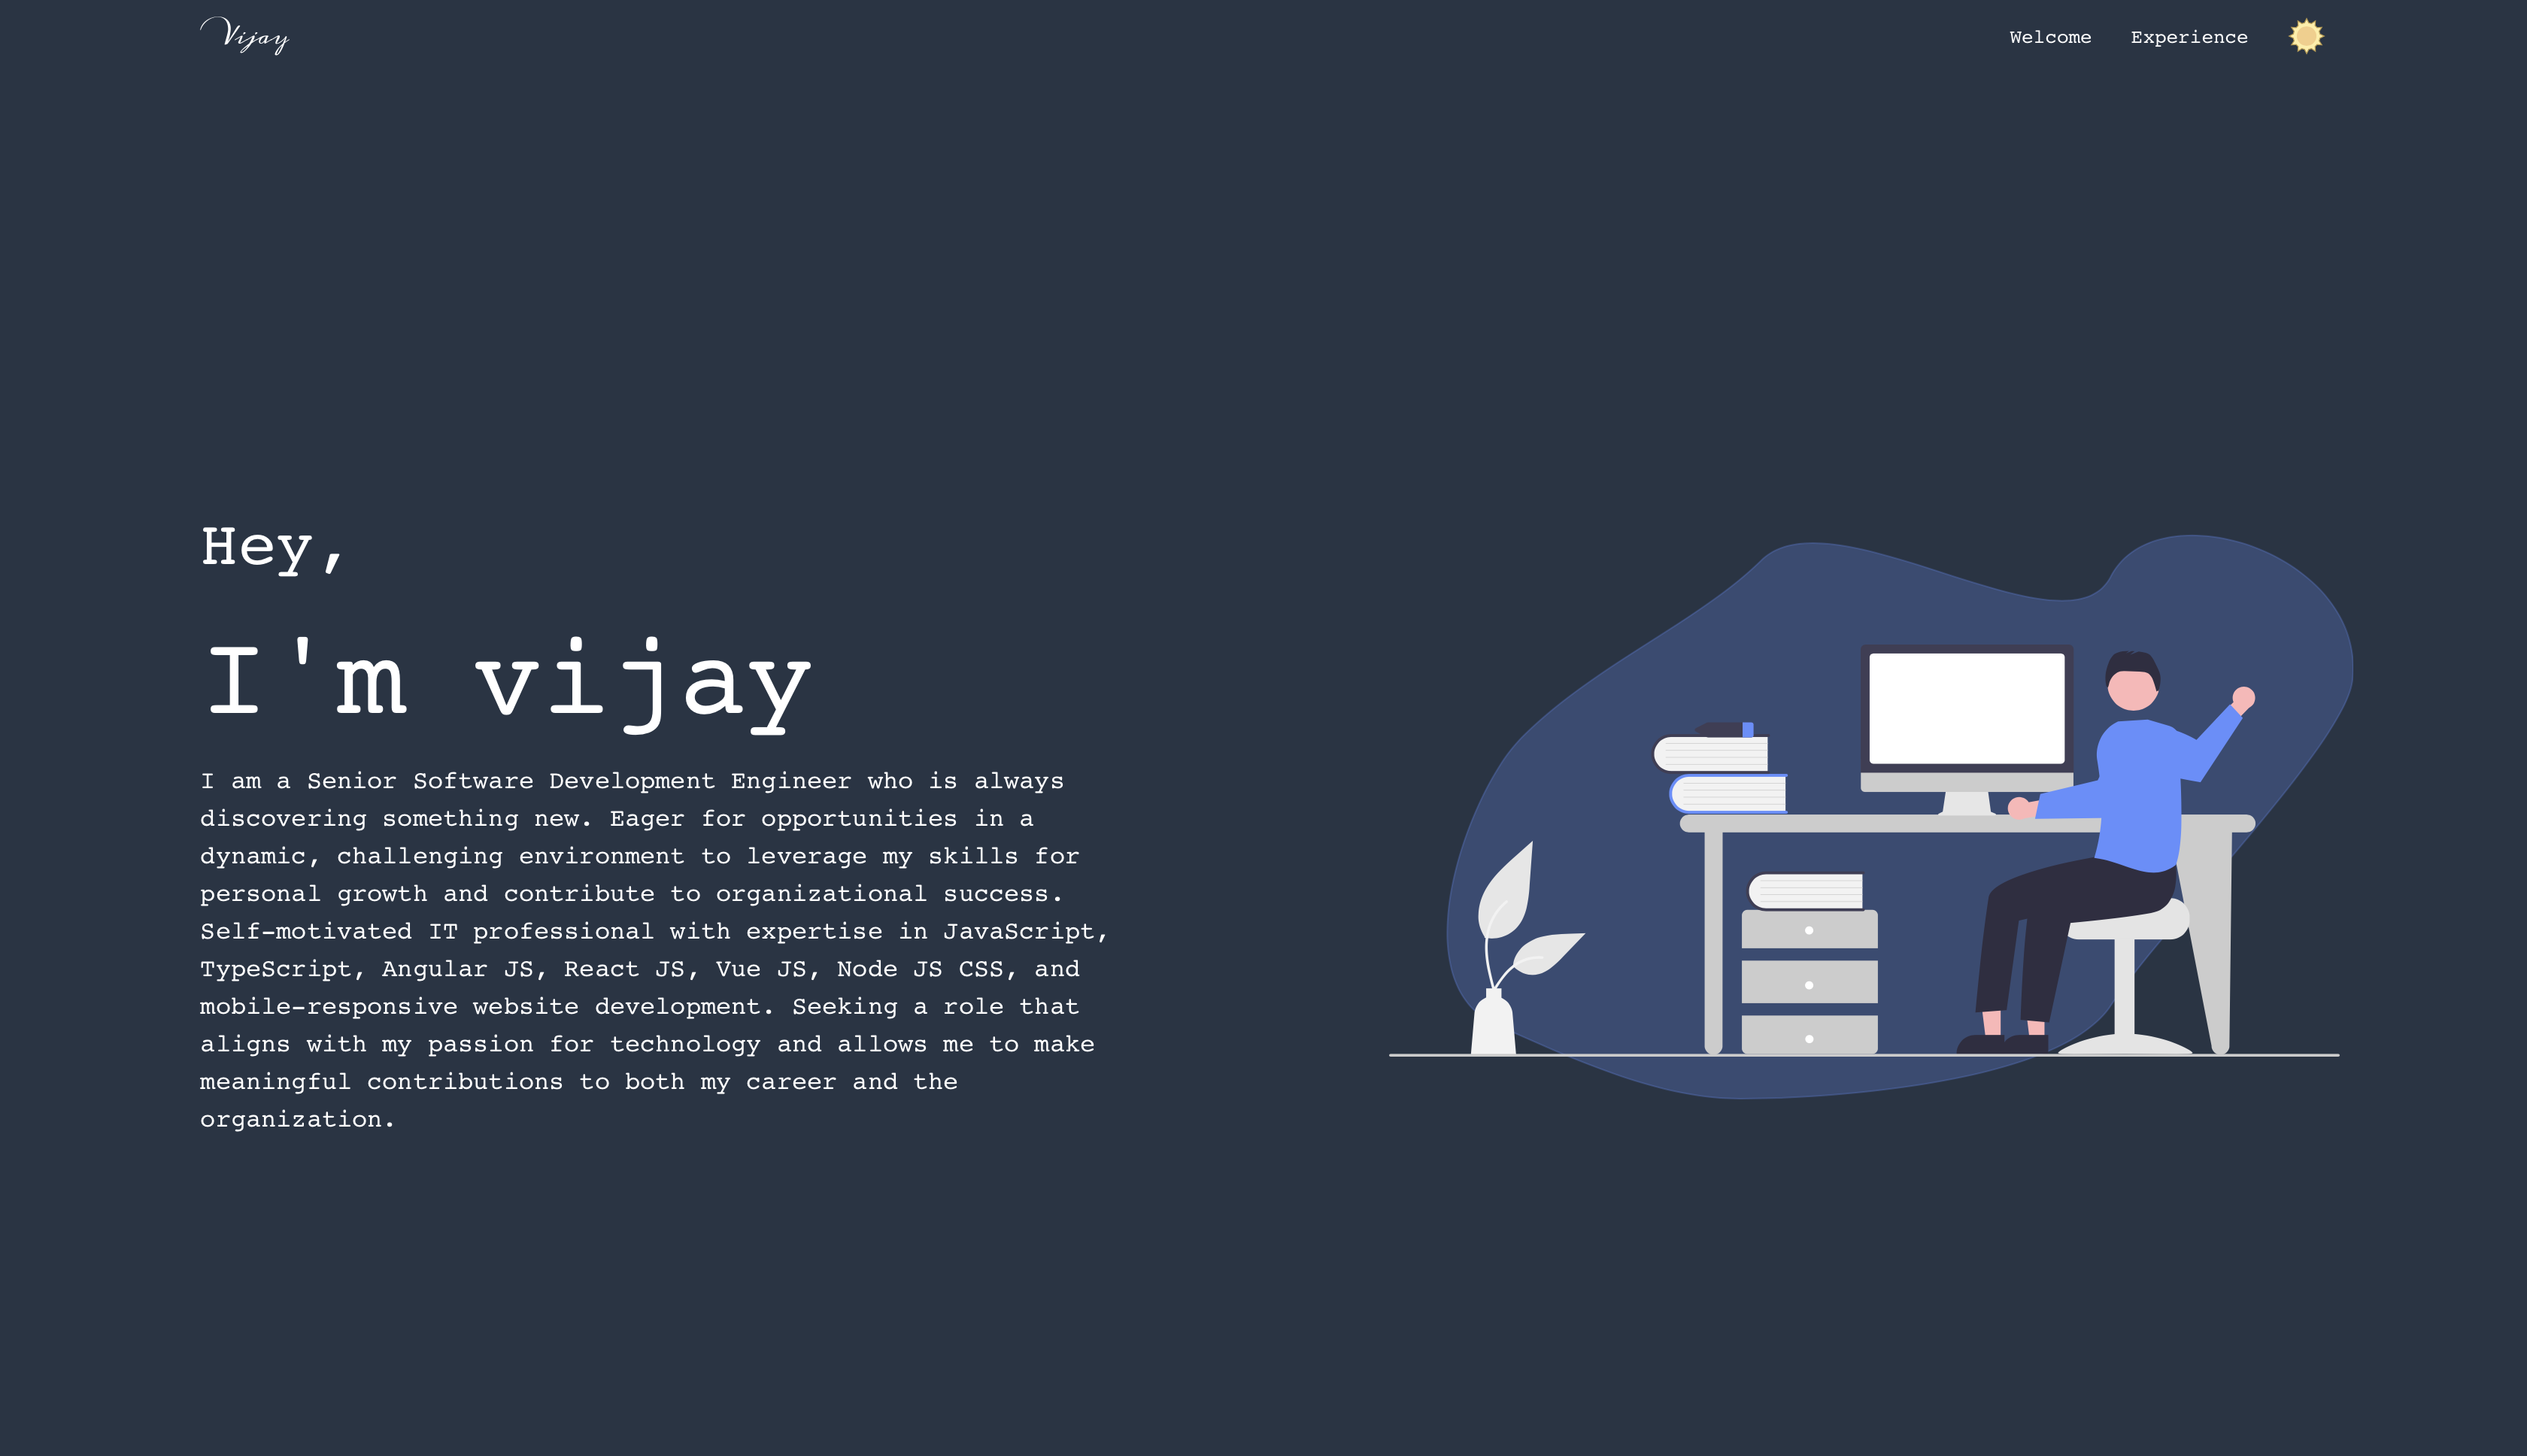 Vijay
Welcome Experience
Hey,
I'm vijay
I am a Senior Software Development Engineer who is always
discovering something new. Eager for opportunities in a
dynamic, challenging environment to leverage my skills for
personal growth and contribute to organizational success.
Self-motivated IT professional with expertise in JavaScript,
TypeScript, Angular JS, React JS, Vue JS, Node JS CSS, and
mobile-responsive website development. Seeking a role that
aligns with my passion for technology and allows me to make
meaningful contributions to both my career and the
organization.